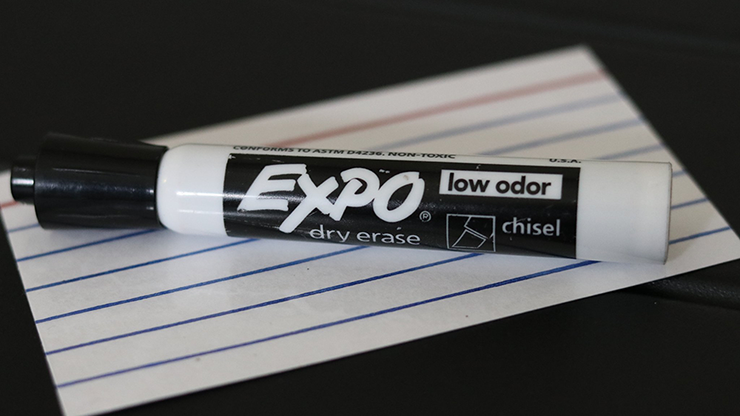 CONFORMS TO ASTM D4236. NON-TOXIC
U.S.A.
EXPO®
low odor
dry erase
chisel